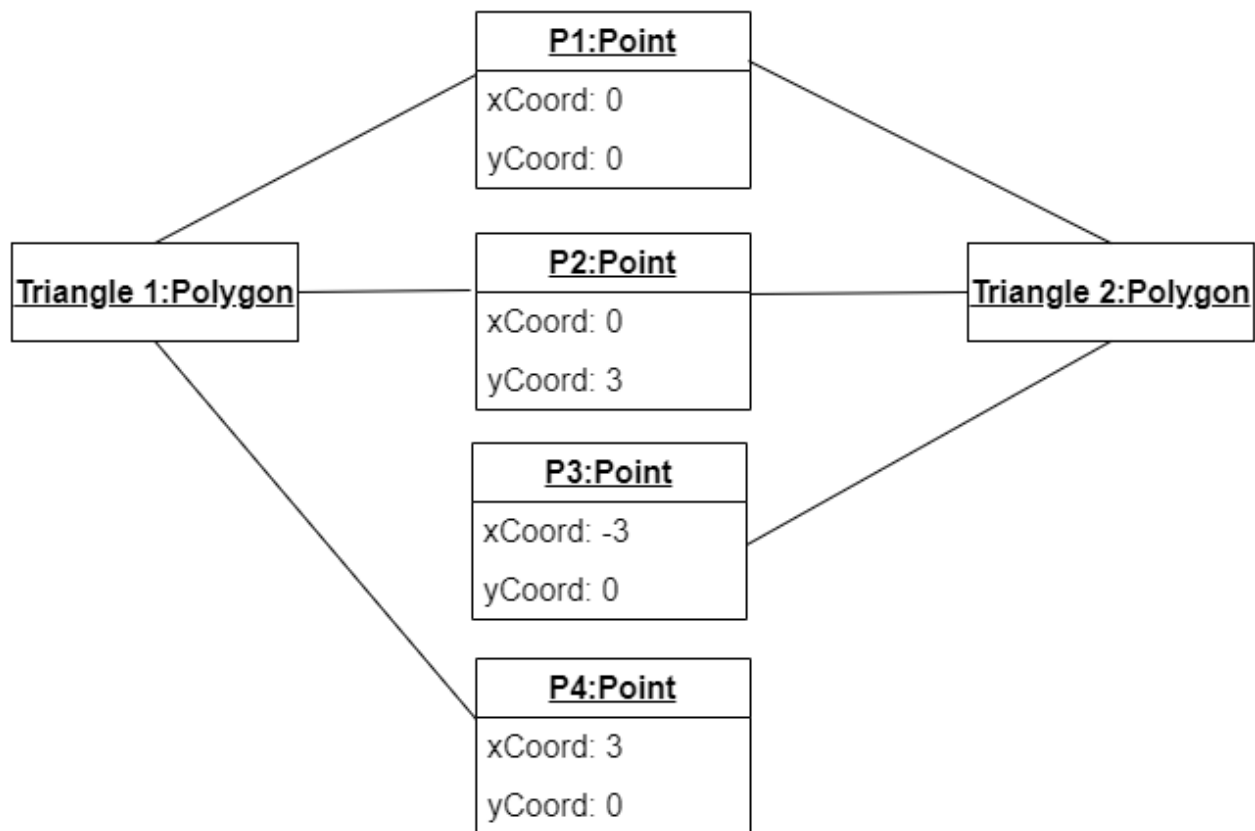 P1:Point
xCoord: 0
yCoord: 0
Triangle 1:Polygon
P2:Point
xCoord: 0
yCoord: 3
Triangle 2:Polygon
P3:Point
xCoord: -3
yCoord: 0
P4:Point
xCoord: 3
yCoord: 0